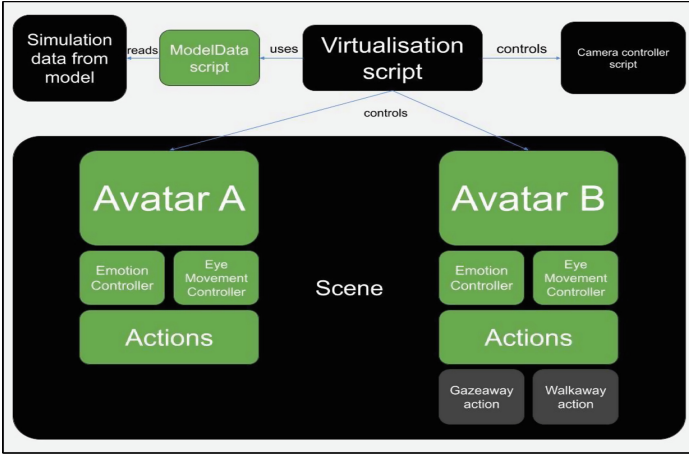 Simulation
data from
model
reads
ModelData
script
uses
Virtualisation
script
controls
Camera controller
script
controls
Avatar A
Avatar B
Emotion
Controller
Eye
Movement
Controller
Scene
Emotion
Controller
Eye
Movement
Controller
Actions
Actions
Gazeaway
action
Walkaway
action